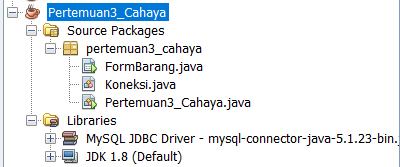 Pertemuan3_Cahaya
Source Packages
pertemuan3_cahaya
FormBarang.java
Koneksi.java
Pertemuan3_Cahaya.java
Libraries
MySQL JDBC Driver - mysql-connector-java-5.1.23-bin.
JDK 1.8 (Default)